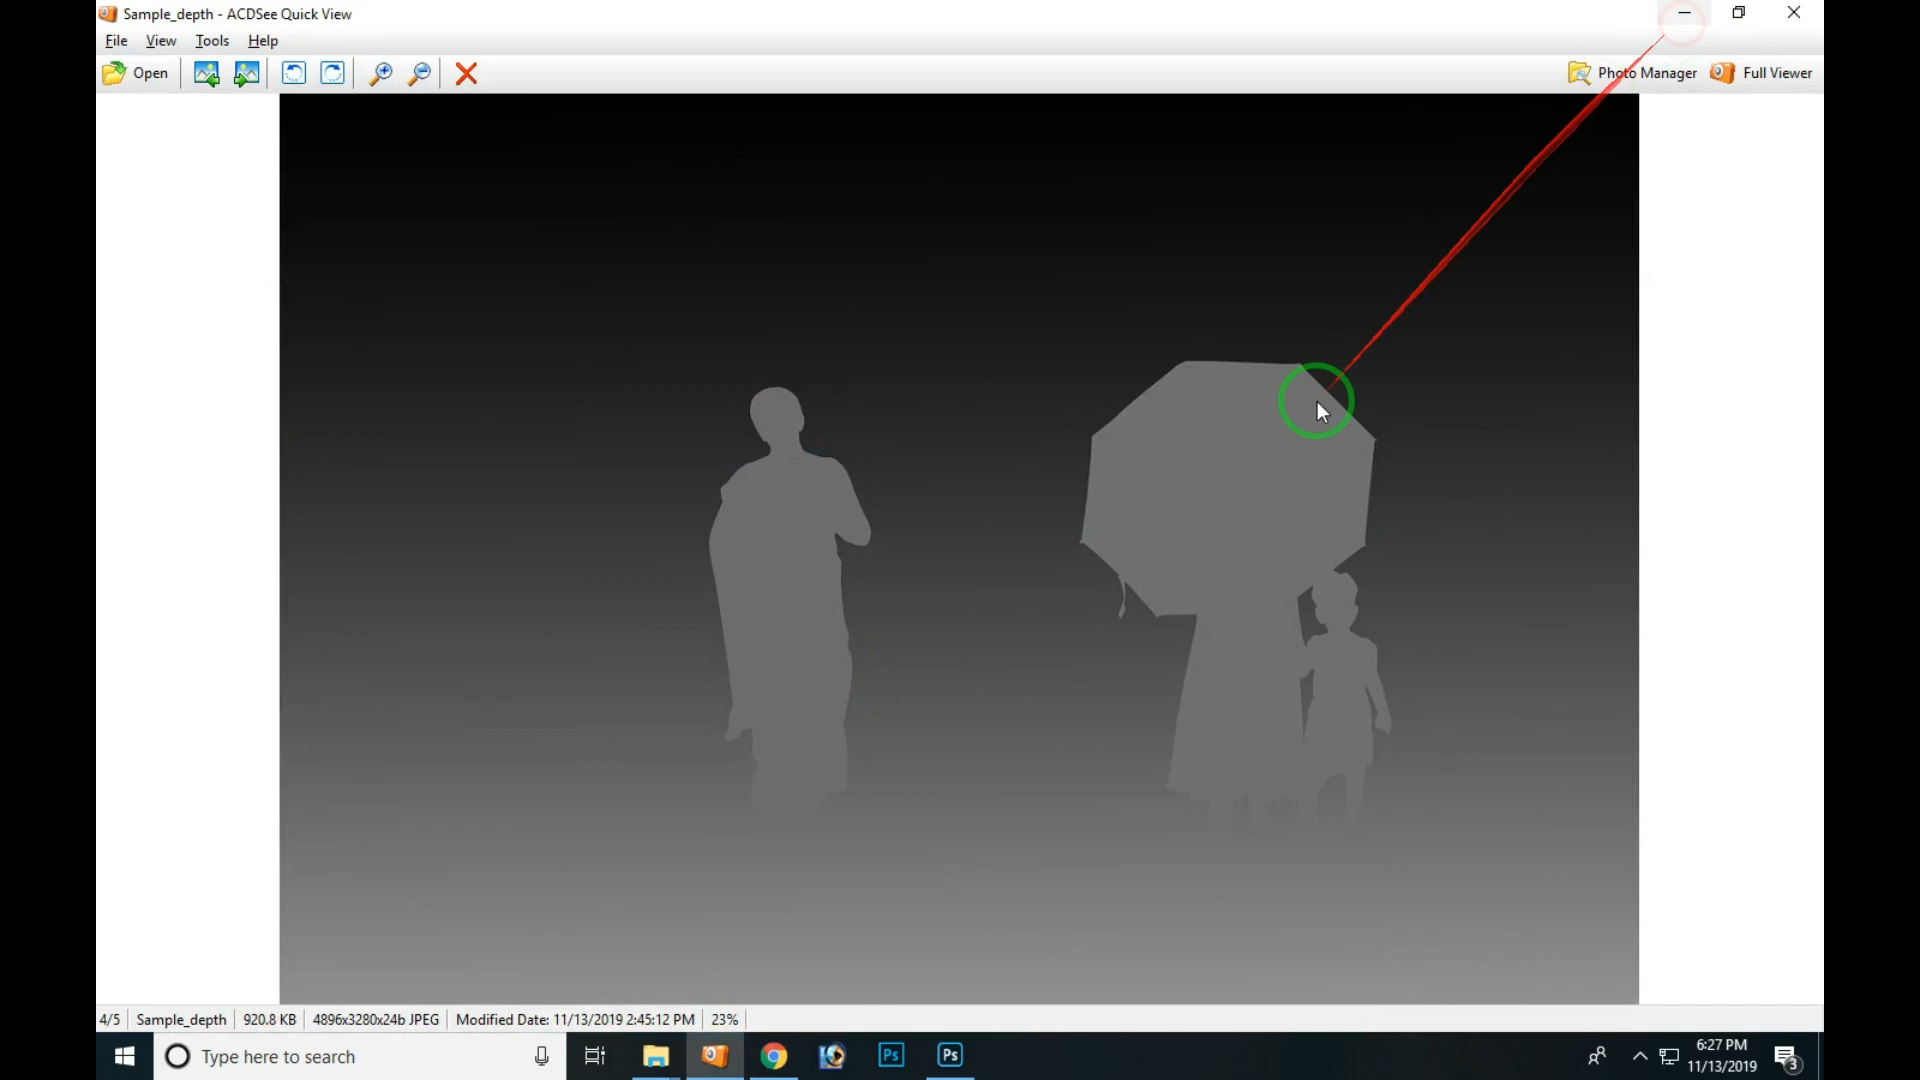 Sample_depth - ACDSee Quick View
File View Tools Help
Open Photo Manager Full Viewer
4/5 Sample_depth 920.8 KB 4896x3280x24b JPEG Modified Date: 11/13/2019 2:45:12 PM 23%
Type here to search
Ps
Ps
6:27 PM
11/13/2019
3